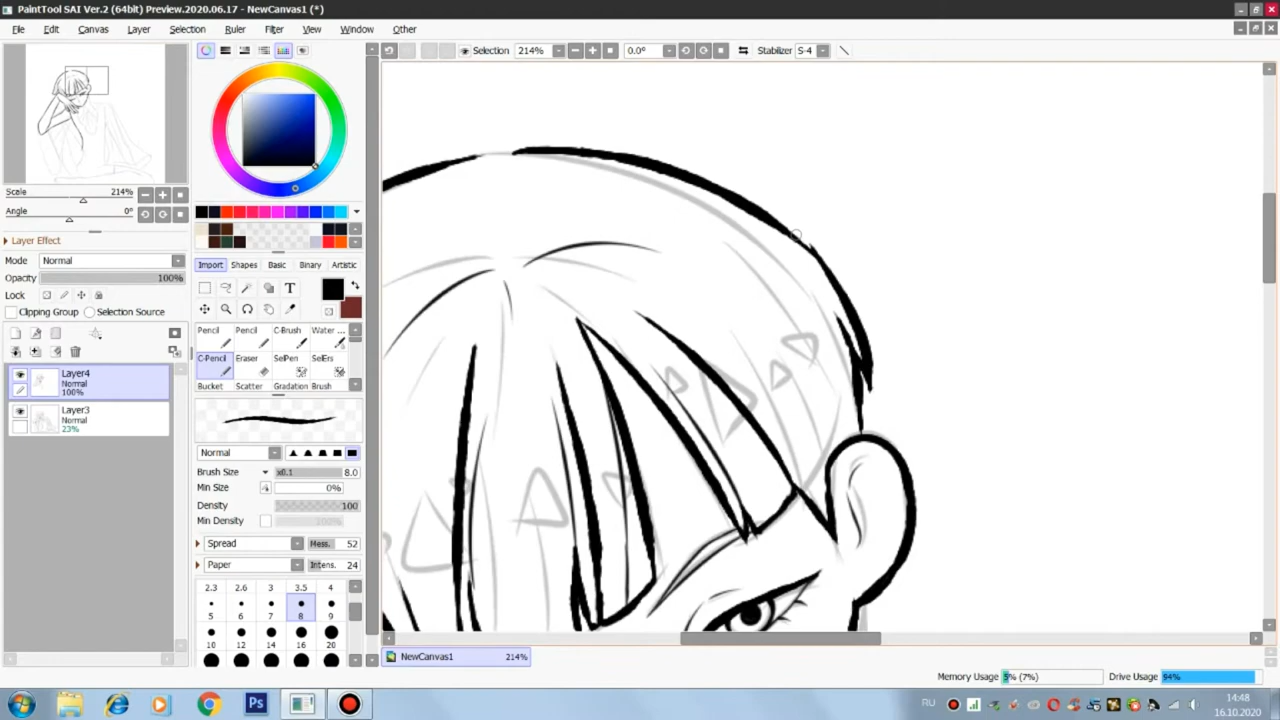 PaintTool SAI Ver.2 (64bit) Preview.2020.06.17 - NewCanvas1 (*)
File Edit Canvas Layer Selection Ruler Filter View Window Other
Selection 214% 0.0° Stabilizer S-4
Scale 214%
Angle 0°
Layer Effect
Mode Normal
Opacity 100%
Lock
Clipping Group Selection Source
Layer4
Normal
100%
Layer3
Normal
23%
Import Shapes Basic Binary Artistic
T
Pencil Pencil C-Brush Water ...
C-Pencil Eraser SelPen SelErs
Bucket Scatter Gradation Brush
Normal
Brush Size x0.1 8.0
Min Size 0%
Density 100
Min Density 100%
Spread Mess. 52
Paper Intens. 24
2.3 2.6 3 3.5 4
5 6 7 8 9
10 12 14 16 20
NewCanvas1 214%
Memory Usage 5% (7%) Drive Usage 94%
Ps
RU
14:48
16.10.2020